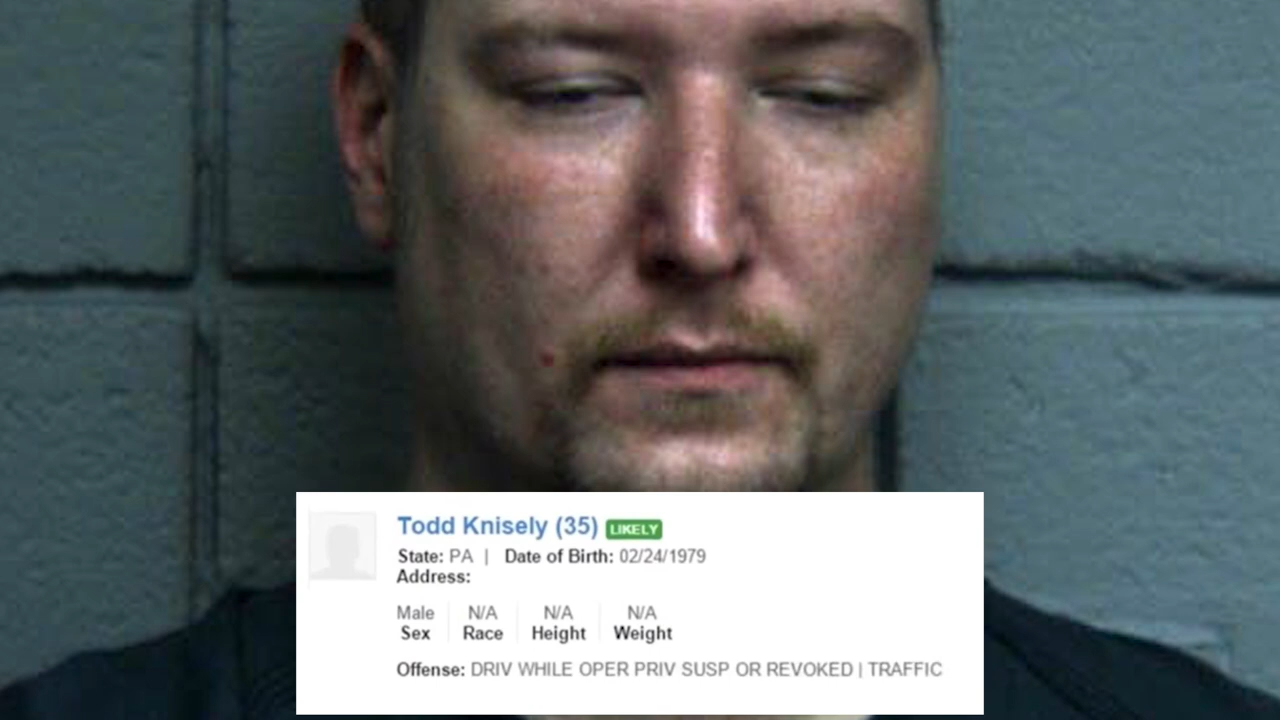 Todd Knisely (35) LIKELY
State: PA | Date of Birth: 02/24/1979
Address:
Male N/A N/A N/A
Sex Race Height Weight
Offense: DRIV WHILE OPER PRIV SUSP OR REVOKED | TRAFFIC